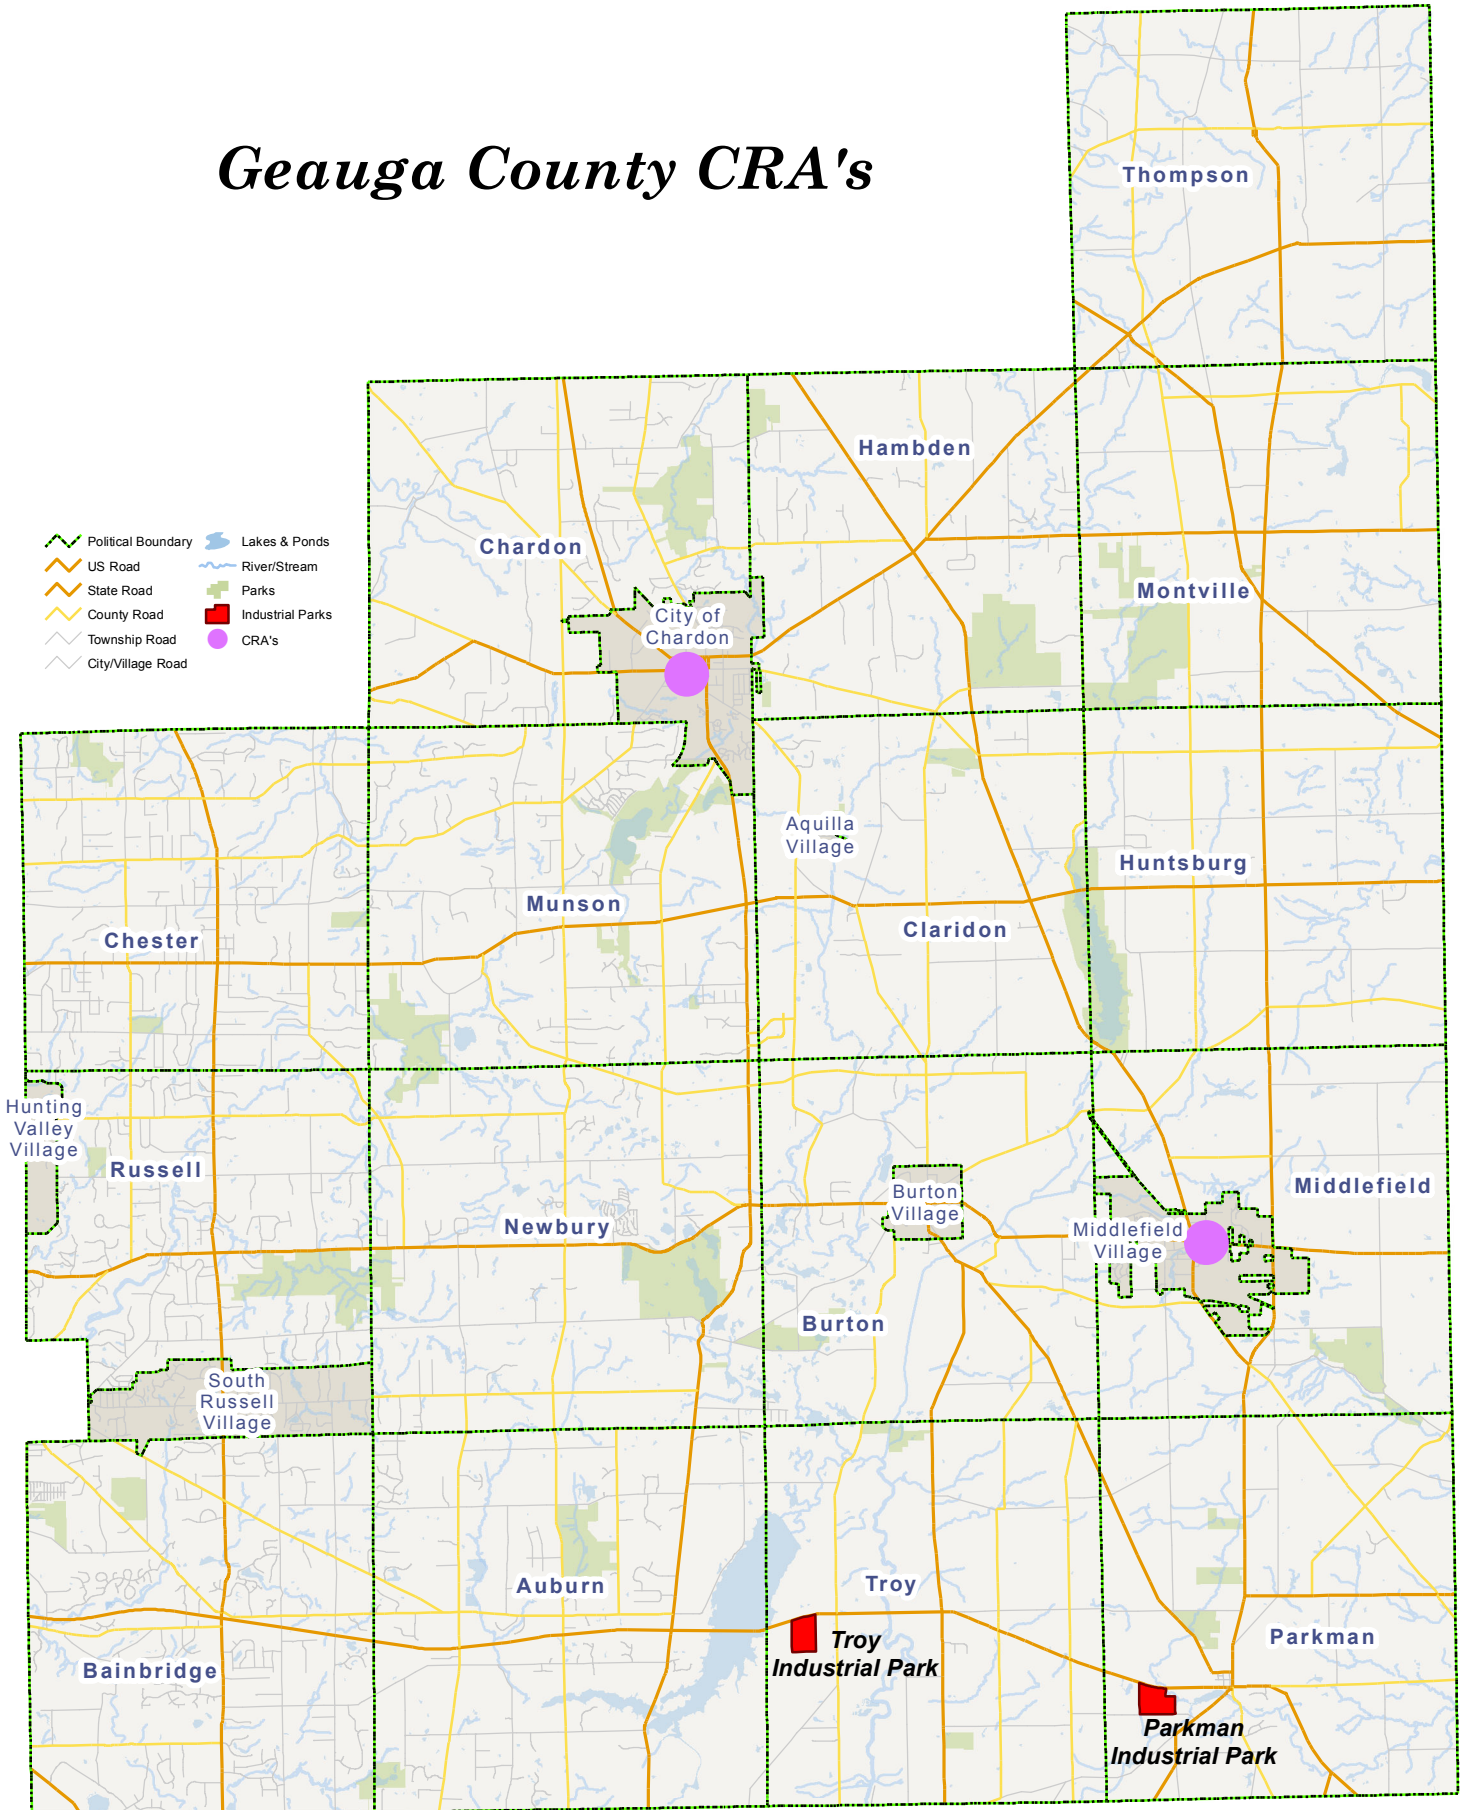 Geauga County CRA's
Thompson
Hambden
Political Boundary
US Road
State Road
County Road
Township Road
City/Village Road
Lakes & Ponds
River/Stream
Parks
Industrial Parks
CRA's
Chardon
Montville
City of
Chardon
Aquilla
Village
Huntsburg
Munson
Claridon
Chester
Hunting
Valley
Village
Russell
Newbury
Burton
Village
Middlefield
Middlefield
Village
Burton
South
Russell
Village
Auburn
Troy
Troy
Industrial Park
Parkman
Bainbridge
Parkman
Industrial Park